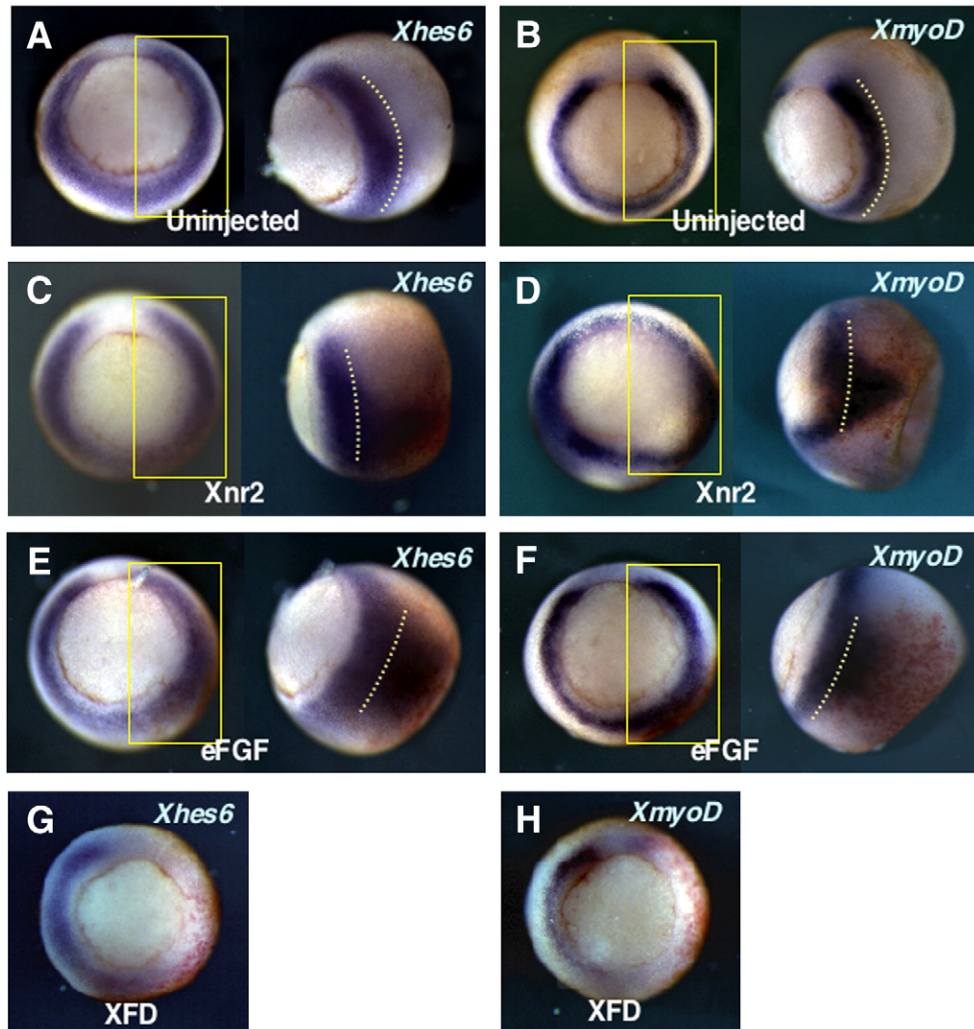 A
Xhes6
Uninjected
B
XmyoD
Uninjected
C
Xhes6
Xnr2
D
XmyoD
Xnr2
E
Xhes6
eFGF
F
XmyoD
eFGF
G
Xhes6
XFD
H
XmyoD
XFD